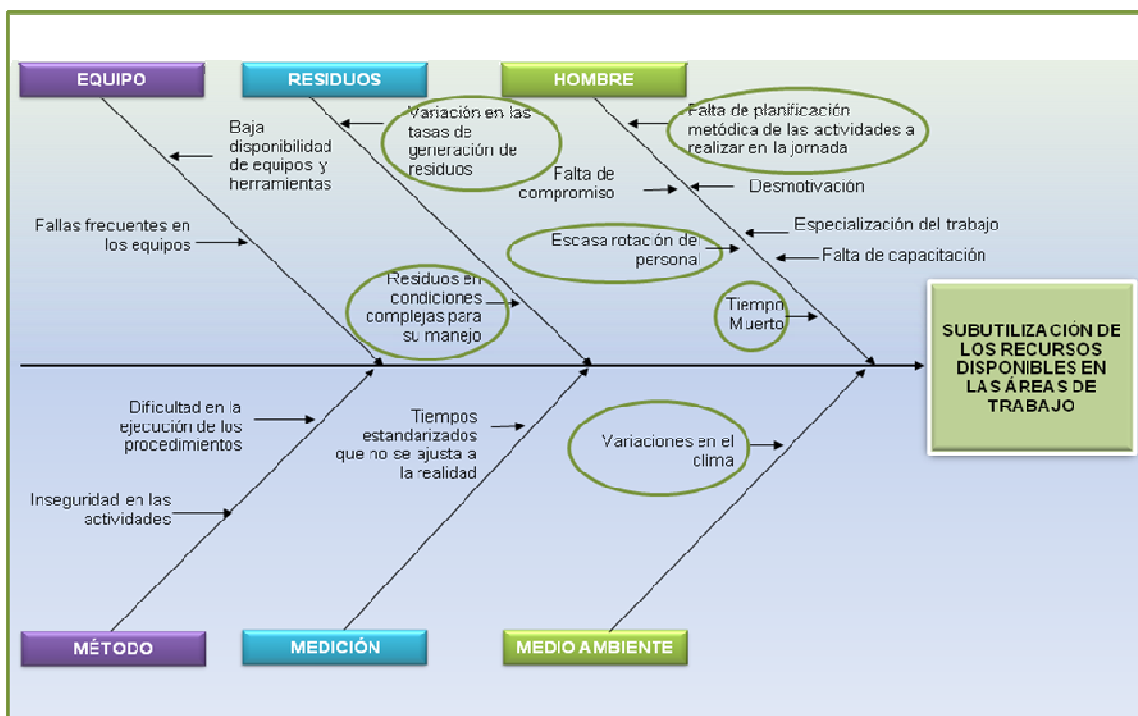 EQUIPO
RESIDUOS
HOMBRE
Baja
disponibilidad
de equipos y
herramientas
Fallas frecuentes en
los equipos
Variación en las
tasas de
generación de
residuos
Residuos en
condiciones
complejas para
su manejo
Falta de planificación
metódica de las actividades a
realizar en la jornada
Falta de
compromiso
Desmotivación
Especialización del trabajo
Escasa rotación de
personal
Falta de capacitación
Tiempo
Muerto
SUBUTILIZACIÓN DE
LOS RECURSOS
DISPONIBLES EN
LAS ÁREAS DE
TRABAJO
Dificultad en la
ejecución de los
procedimientos
Inseguridad en las
actividades
Tiempos
estandarizados
que no se ajusta a
la realidad
Variaciones en el
clima
MÉTODO
MEDICIÓN
MEDIO AMBIENTE